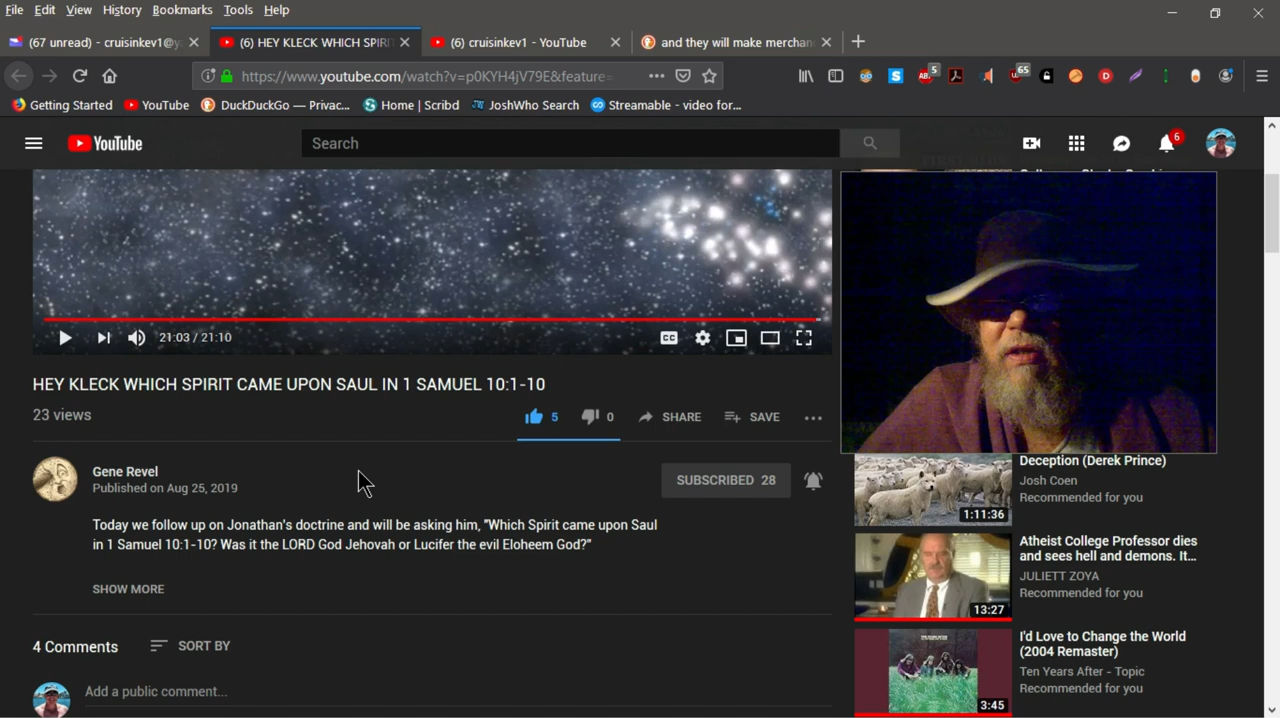 File Edit View History Bookmarks Tools Help
(67 unread) - cruisinkev1@y
(6) HEY KLECK WHICH SPIRI
(6) cruisinkev1 - YouTube
and they will make merchan
https://www.youtube.com/watch?v=p0KYH4jV79E&feature=
5
65
Getting Started
YouTube
DuckDuckGo — Privac...
Home | Scribd
JoshWho Search
Streamable - video for...
YouTube
Search
6
21:03 / 21:10
CC
HEY KLECK WHICH SPIRIT CAME UPON SAUL IN 1 SAMUEL 10:1-10
23 views
5
0
SHARE
SAVE
Gene Revel
Published on Aug 25, 2019
SUBSCRIBED 28
Today we follow up on Jonathan's doctrine and will be asking him, "Which Spirit came upon Saul
in 1 Samuel 10:1-10? Was it the LORD God Jehovah or Lucifer the evil Eloheem God?"
SHOW MORE
4 Comments
SORT BY
Add a public comment...
Deception (Derek Prince)
Josh Coen
Recommended for you
1:11:36
Atheist College Professor dies
and sees hell and demons. It...
JULIETT ZOYA
Recommended for you
13:27
I'd Love to Change the World
(2004 Remaster)
Ten Years After - Topic
Recommended for you
3:45